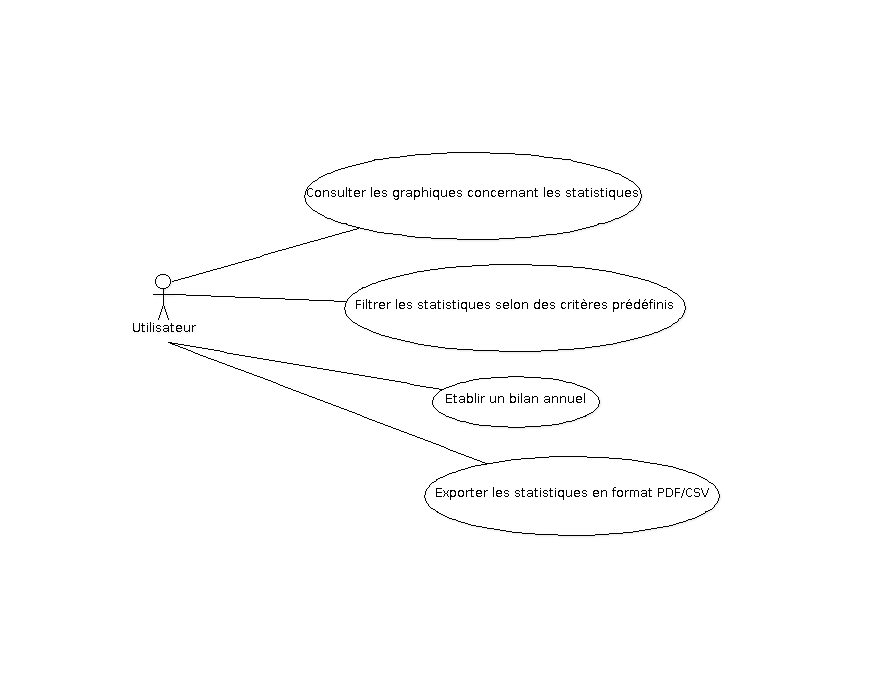 Consulter les graphiques concernant les statistiques
Filtrer les statistiques selon des critères prédéfinis
Utilisateur
Etablir un bilan annuel
Exporter les statistiques en format PDF/CSV